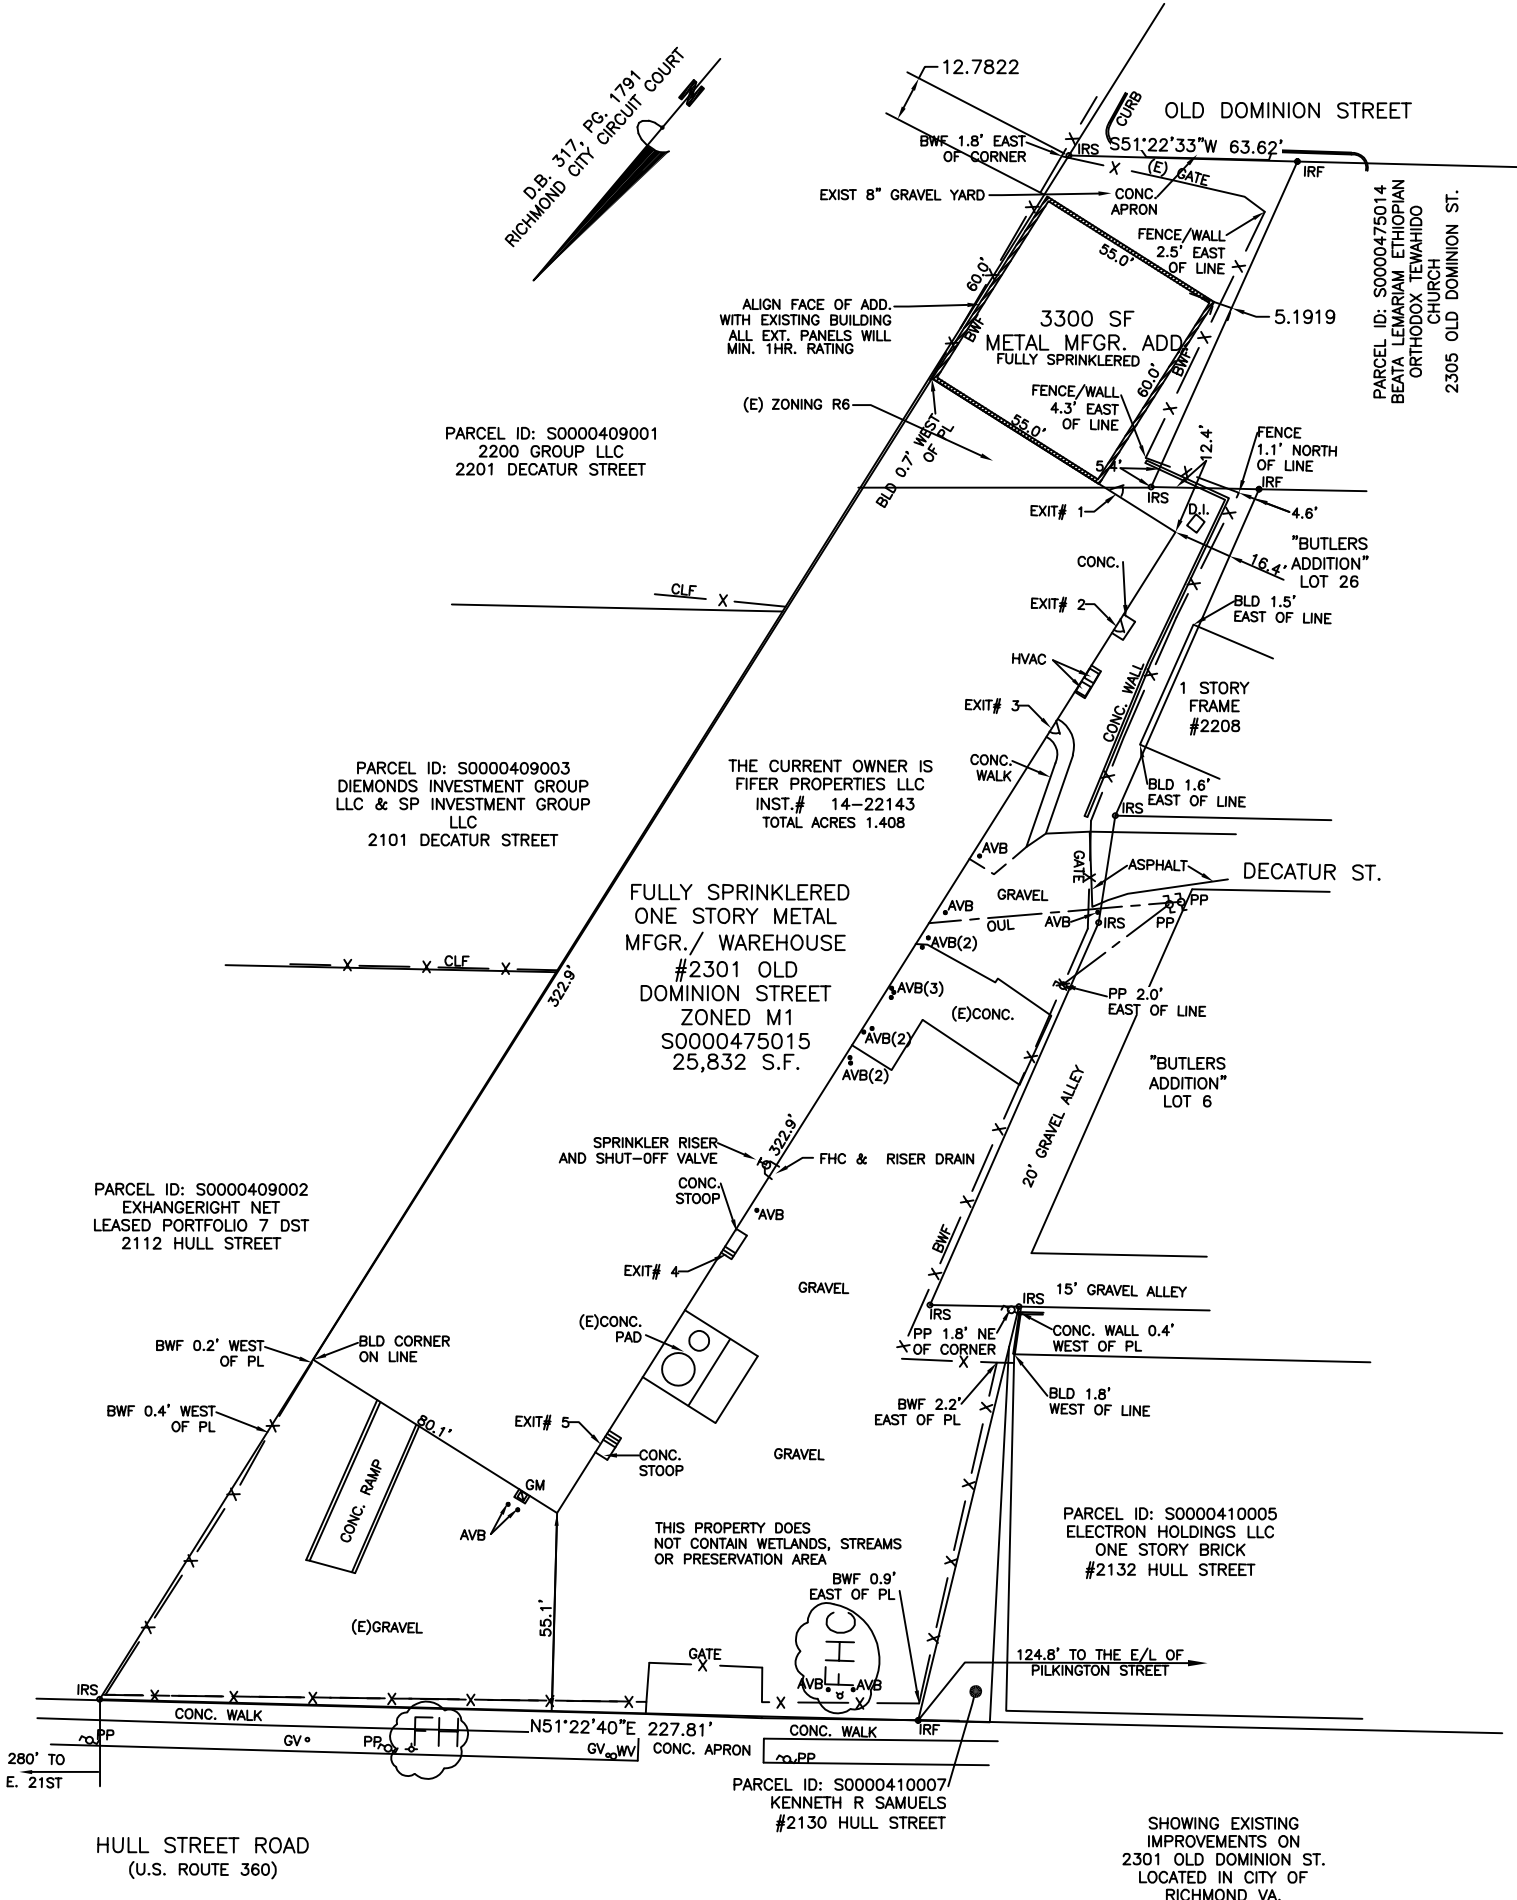 D.B. 317, PG. 1791
RICHMOND CITY CIRCUIT COURT
N
12.7822
CURB
OLD DOMINION STREET
BWF 1.8' EAST
OF CORNER
IRS
S51°22'33"W 63.62'
IRF
(E) GATE
X
EXIST 8" GRAVEL YARD
CONC.
APRON
FENCE/WALL
2.5' EAST
OF LINE
PARCEL ID: S0000475014
BEATA LEMARIAM ETHIOPIAN
ORTHODOX TEWAHIDO
CHURCH
2305 OLD DOMINION ST.
55.0'
60.0'
ALIGN FACE OF ADD.
WITH EXISTING BUILDING
ALL EXT. PANELS WILL
MIN. 1HR. RATING
BWF
3300 SF
METAL MFGR. ADD
FULLY SPRINKLERED
5.1919
BWF
60.0'
FENCE/WALL
4.3' EAST
OF LINE
(E) ZONING R6
55.0'
BLD 0.7' WEST
OF PL
PARCEL ID: S0000409001
2200 GROUP LLC
2201 DECATUR STREET
12.4'
FENCE
1.1' NORTH
OF LINE
5.4'
IRS
IRF
EXIT# 1
D.I.
4.6'
"BUTLERS
ADDITION"
LOT 26
16.4'
CONC.
CLF
X
EXIT# 2
BLD 1.5'
EAST OF LINE
HVAC
CONC. WALL
1 STORY
FRAME
#2208
EXIT# 3
CONC.
WALK
BLD 1.6'
EAST OF LINE
IRS
PARCEL ID: S0000409003
DIEMONDS INVESTMENT GROUP
LLC & SP INVESTMENT GROUP
LLC
2101 DECATUR STREET
THE CURRENT OWNER IS
FIFER PROPERTIES LLC
INST.# 14-22143
TOTAL ACRES 1.408
AVB
GATE
ASPHALT
DECATUR ST.
GRAVEL
AVB
OUL
AVB
IRS
PP
PP
FULLY SPRINKLERED
ONE STORY METAL
MFGR./ WAREHOUSE
#2301 OLD
DOMINION STREET
ZONED M1
S0000475015
25,832 S.F.
AVB(2)
AVB(3)
AVB(2)
AVB(2)
(E)CONC.
PP 2.0'
EAST OF LINE
X X CLF X
322.9'
"BUTLERS
ADDITION"
LOT 6
20' GRAVEL ALLEY
322.9'
SPRINKLER RISER
AND SHUT-OFF VALVE
FHC & RISER DRAIN
CONC.
STOOP
AVB
EXIT# 4
PARCEL ID: S0000409002
EXHANGERIGHT NET
LEASED PORTFOLIO 7 DST
2112 HULL STREET
BWF
GRAVEL
15' GRAVEL ALLEY
IRS
IRS
(E)CONC.
PAD
PP 1.8' NE
OF CORNER
CONC. WALL 0.4'
WEST OF PL
BWF 0.2' WEST
OF PL
BLD CORNER
ON LINE
BWF 2.2'
EAST OF PL
BLD 1.8'
WEST OF LINE
BWF 0.4' WEST
OF PL
80.1'
EXIT# 5
CONC.
STOOP
GRAVEL
CONC. RAMP
GM
AVB
THIS PROPERTY DOES
NOT CONTAIN WETLANDS, STREAMS
OR PRESERVATION AREA
PARCEL ID: S0000410005
ELECTRON HOLDINGS LLC
ONE STORY BRICK
#2132 HULL STREET
BWF 0.9'
EAST OF PL
55.1'
(E)GRAVEL
GATE
X
FHC
AVB AVB
124.8' TO THE E/L OF
PILKINGTON STREET
IRS
CONC. WALK
FH
N51°22'40"E 227.81'
CONC. WALK
IRF
PP
GV
PP
GV WV
CONC. APRON
PP
280' TO
E. 21ST
PARCEL ID: S0000410007
KENNETH R SAMUELS
#2130 HULL STREET
HULL STREET ROAD
(U.S. ROUTE 360)
SHOWING EXISTING
IMPROVEMENTS ON
2301 OLD DOMINION ST.
LOCATED IN CITY OF
RICHMOND VA.